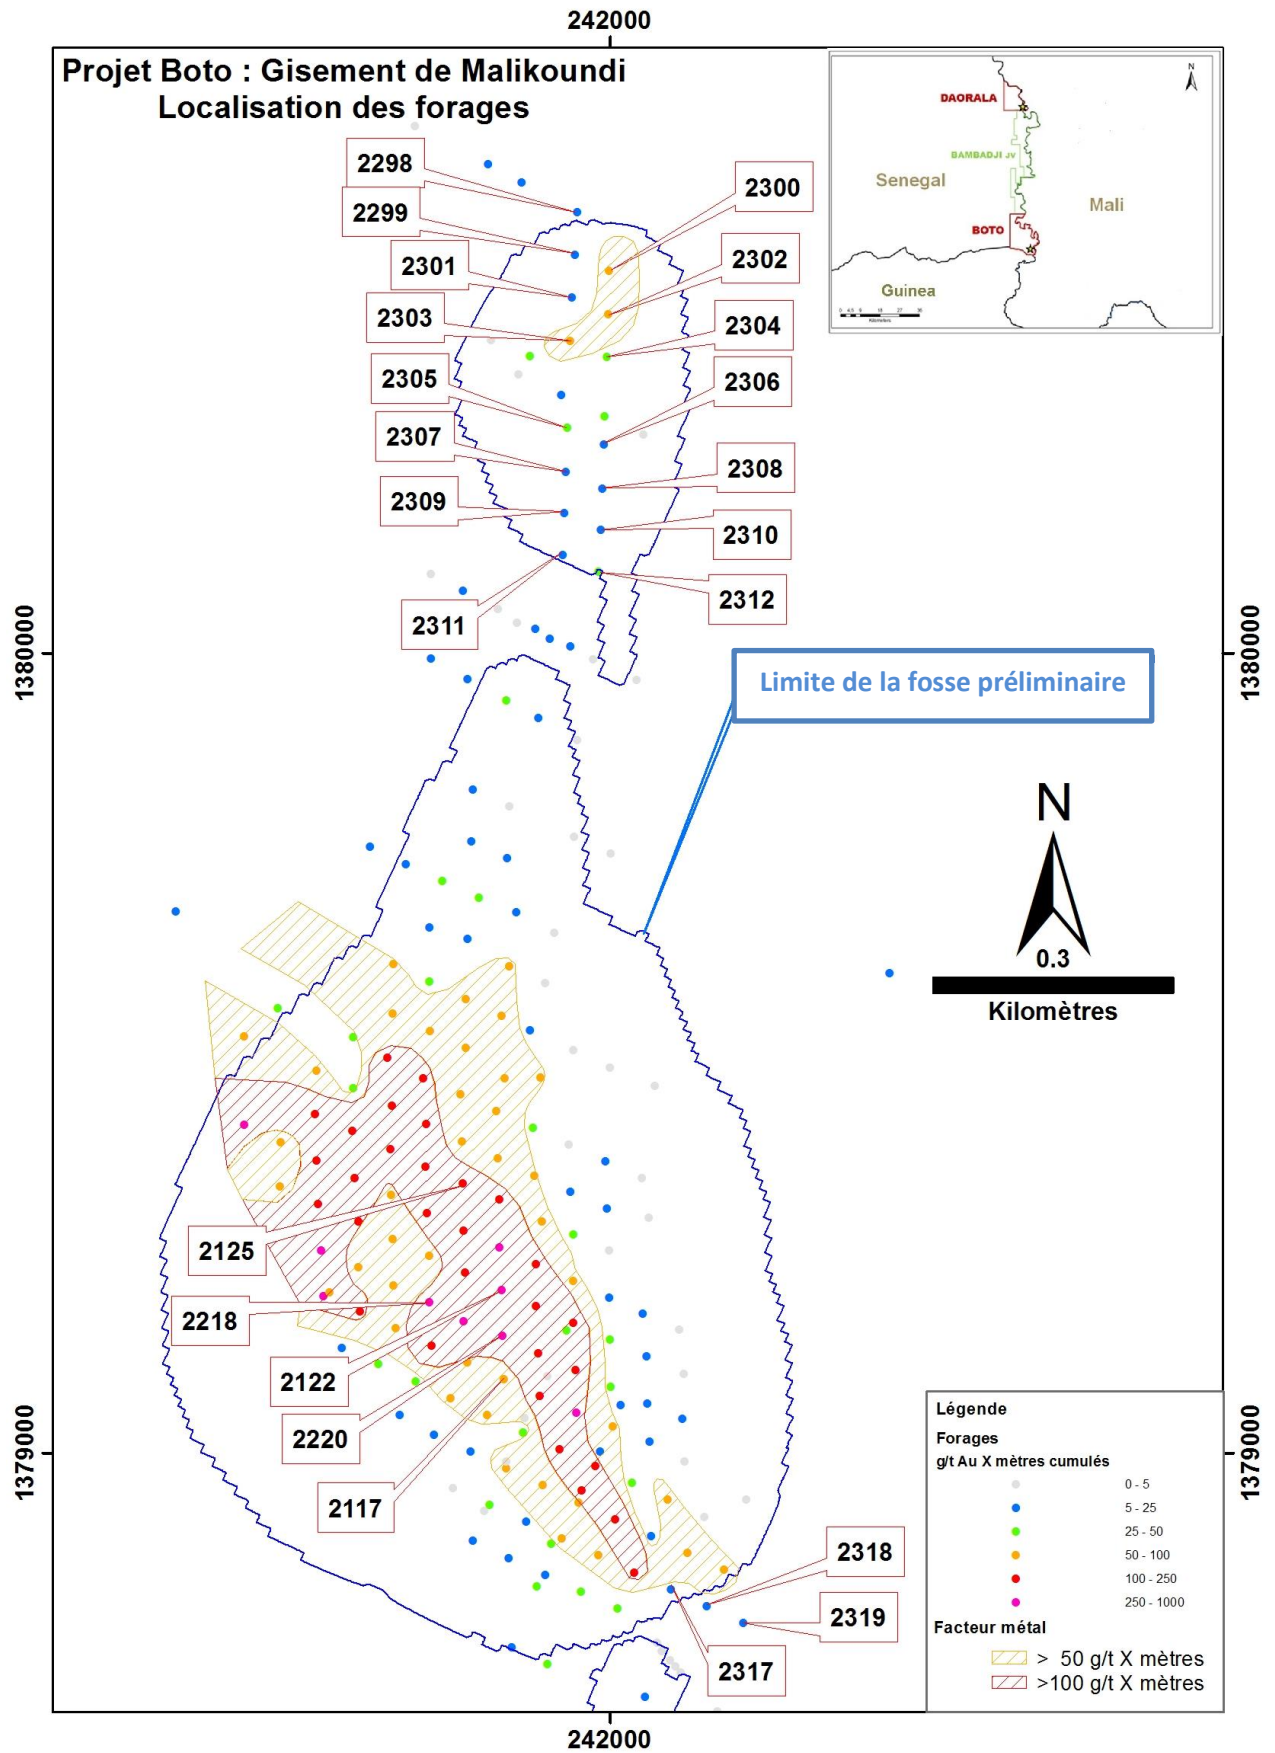 242000
Projet Boto : Gisement de Malikoundi
Localisation des forages
N
DAORALA
BAMBADJI JV
Senegal
Mali
BOTO
Guinea
Kilometers
2298
2299
2300
2301
2302
2303
2304
2305
2306
2307
2308
2309
2310
2311
2312
1380000
1380000
Limite de la fosse préliminaire
N
0.3
Kilomètres
2125
2218
2122
2220
2117
1379000
1379000
2318
2319
2317
Légende
Forages
g/t Au X mètres cumulés
0 - 5
5 - 25
25 - 50
50 - 100
100 - 250
250 - 1000
Facteur métal
> 50 g/t X mètres
>100 g/t X mètres
242000